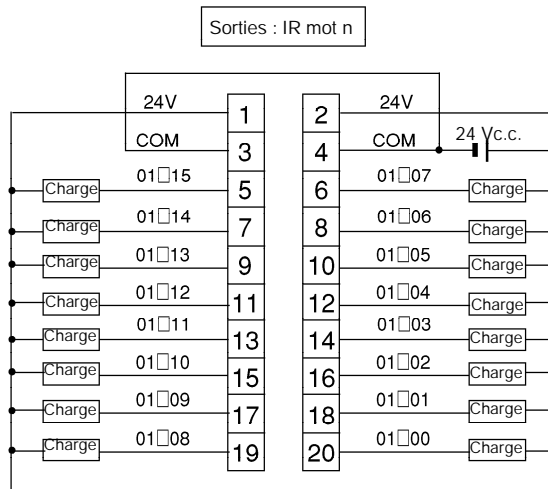 Sorties : IR mot n
24V 1 2 24V
COM 3 4 COM 24 Vc.c.
Charge 01□15 5 6 01□07 Charge
Charge 01□14 7 8 01□06 Charge
Charge 01□13 9 10 01□05 Charge
Charge 01□12 11 12 01□04 Charge
Charge 01□11 13 14 01□03 Charge
Charge 01□10 15 16 01□02 Charge
Charge 01□09 17 18 01□01 Charge
Charge 01□08 19 20 01□00 Charge